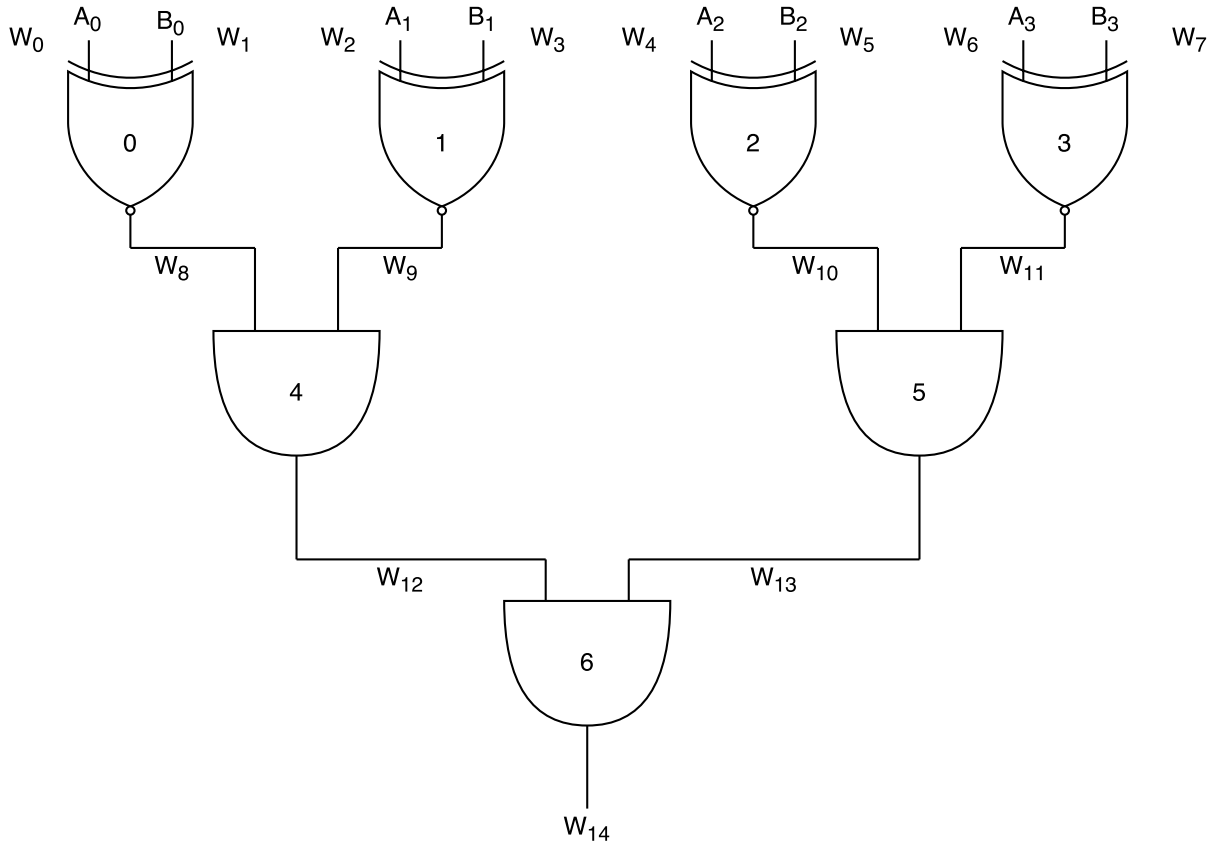 W₀ A₀ B₀ W₁ W₂ A₁ B₁ W₃ W₄ A₂ B₂ W₅ W₆ A₃ B₃ W₇
0 1 2 3
W₈ W₉ W₁₀ W₁₁
4 5
W₁₂ W₁₃
6
W₁₄